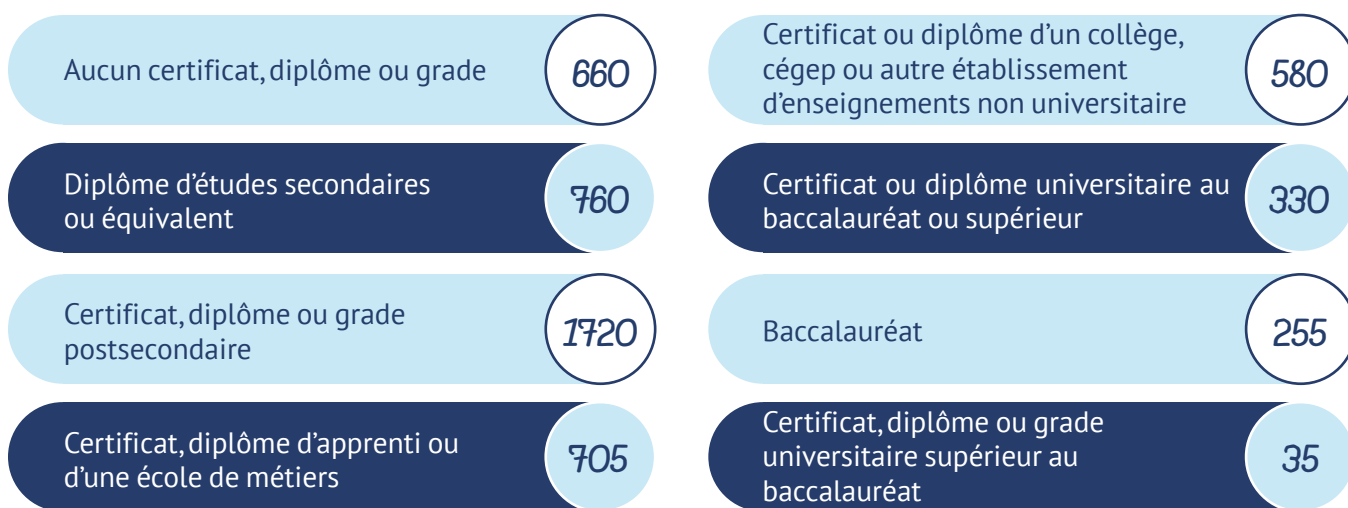 Aucun certificat, diplôme ou grade
660
Diplôme d'études secondaires
ou équivalent
760
Certificat, diplôme ou grade
postsecondaire
1720
Certificat, diplôme d'apprenti ou
d'une école de métiers
705
Certificat ou diplôme d'un collège,
cégep ou autre établissement
d'enseignements non universitaire
580
Certificat ou diplôme universitaire au
baccalauréat ou supérieur
330
Baccalauréat
255
Certificat, diplôme ou grade
universitaire supérieur au
baccalauréat
35